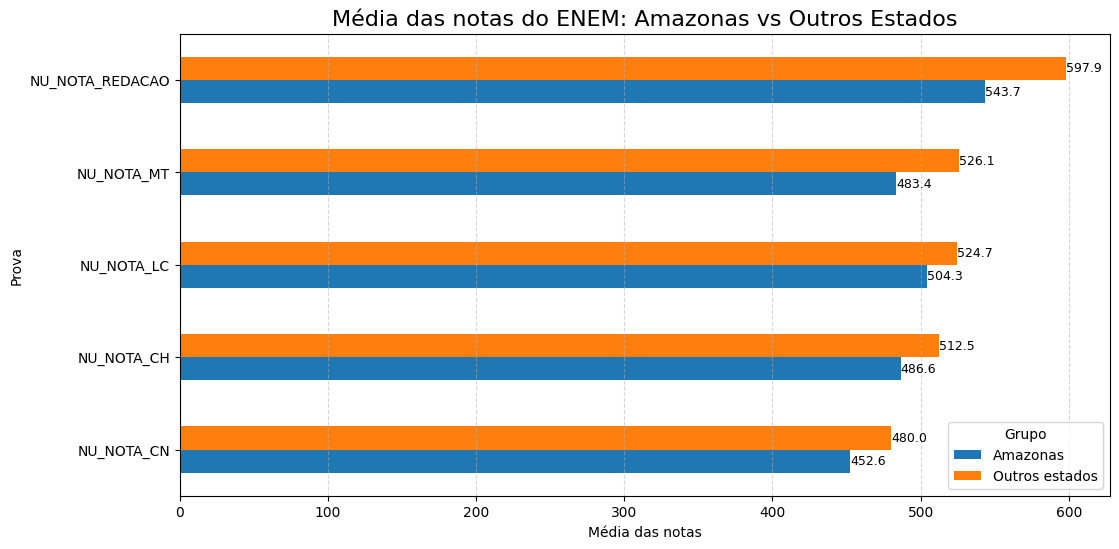 Média das notas do ENEM: Amazonas vs Outros Estados
NU_NOTA_REDACAO
597.9
543.7
NU_NOTA_MT
526.1
483.4
NU_NOTA_LC
524.7
504.3
NU_NOTA_CH
512.5
486.6
NU_NOTA_CN
480.0
452.6
Prova
Grupo
Amazonas
Outros estados
0 100 200 300 400 500 600
Média das notas